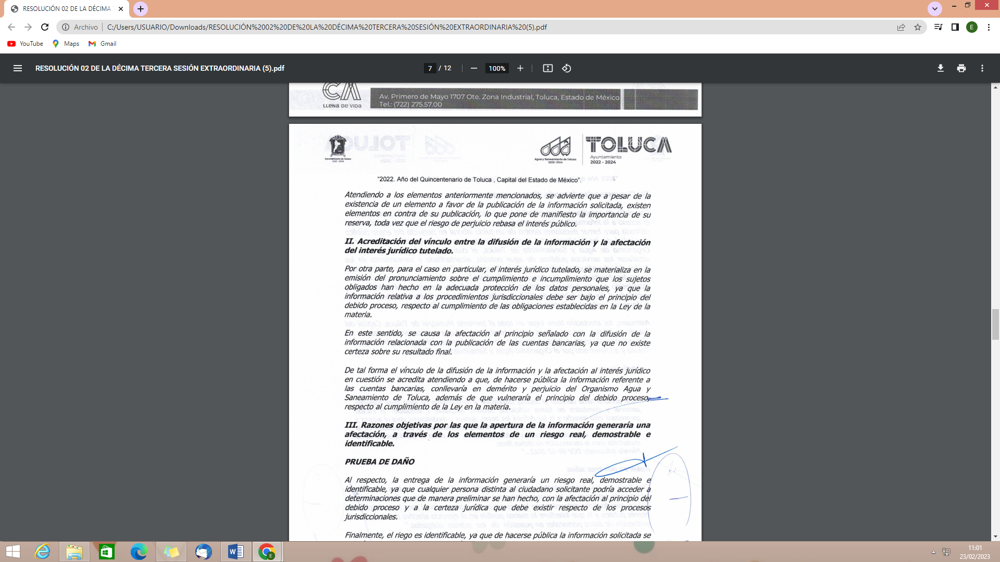 RESOLUCIÓN 02 DE LA DÉCIMA
Archivo
C:/Users/USUARIO/Downloads/RESOLUCIÓN%2002%20DE%20LA%20DÉCIMA%20TERCERA%20SESIÓN%20EXTRAORDINARIA%20(5).pdf
E
YouTube
Maps
Gmail
RESOLUCIÓN 02 DE LA DÉCIMA TERCERA SESIÓN EXTRAORDINARIA (5).pdf
7 / 12
100%
LLENA DE VIDA
Av. Primero de Mayo 1707 Ote. Zona Industrial, Toluca, Estado de México
Tel.: (722) 275.57.00
Ayuntamiento de Toluca
2022 - 2024
Agua y Saneamiento de Toluca
2022-2024
TOLUCA
Ayuntamiento
2022 - 2024
“2022. Año del Quincentenario de Toluca , Capital del Estado de México”.
Atendiendo a los elementos anteriormente mencionados, se advierte que a pesar de la
existencia de un elemento a favor de la publicación de la información solicitada, existen
elementos en contra de su publicación, lo que pone de manifiesto la importancia de su
reserva, toda vez que el riesgo de perjuicio rebasa el interés público.
II. Acreditación del vínculo entre la difusión de la información y la afectación
del interés jurídico tutelado.
Por otra parte, para el caso en particular, el interés jurídico tutelado, se materializa en la
emisión del pronunciamiento sobre el cumplimiento e incumplimiento que los sujetos
obligados han hecho en la adecuada protección de los datos personales, ya que la
información relativa a los procedimientos jurisdiccionales debe ser bajo el principio del
debido proceso, respecto al cumplimiento de las obligaciones establecidas en la Ley de la
materia.
En este sentido, se causa la afectación al principio señalado con la difusión de la
información relacionada con la publicación de las cuentas bancarias, ya que no existe
certeza sobre su resultado final.
De tal forma el vínculo de la difusión de la información y la afectación al interés jurídico
en cuestión se acredita atendiendo a que, de hacerse pública la información referente a
las cuentas bancarias, conllevaría en demérito y perjuicio del Organismo Agua y
Saneamiento de Toluca, además de que vulneraría el principio del debido proceso,
respecto al cumplimiento de la Ley en la materia.
III. Razones objetivas por las que la apertura de la información generaría una
afectación, a través de los elementos de un riesgo real, demostrable e
identificable.
PRUEBA DE DAÑO
Al respecto, la entrega de la información generaría un riesgo real, demostrable e
identificable, ya que cualquier persona distinta al ciudadano solicitante podría acceder a
determinaciones que de manera preliminar se han hecho, con la afectación al principio del
debido proceso y a la certeza jurídica que debe existir respecto de los procesos
jurisdiccionales.
Finalmente, el riego es identificable, ya que de hacerse pública la información solicitada se
11:01
23/02/2023